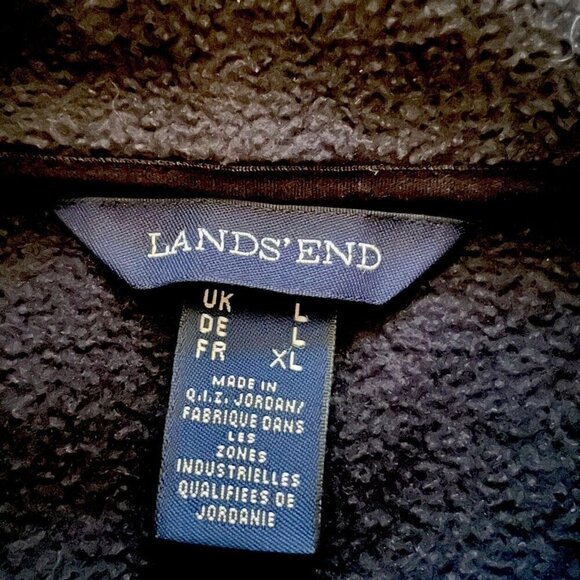 LANDS' END
UK L
DE L
FR XL
MADE IN
Q.I.Z. JORDAN/
FABRIQUE DANS
LES
ZONES
INDUSTRIELLES
QUALIFIEES DE
JORDANIE